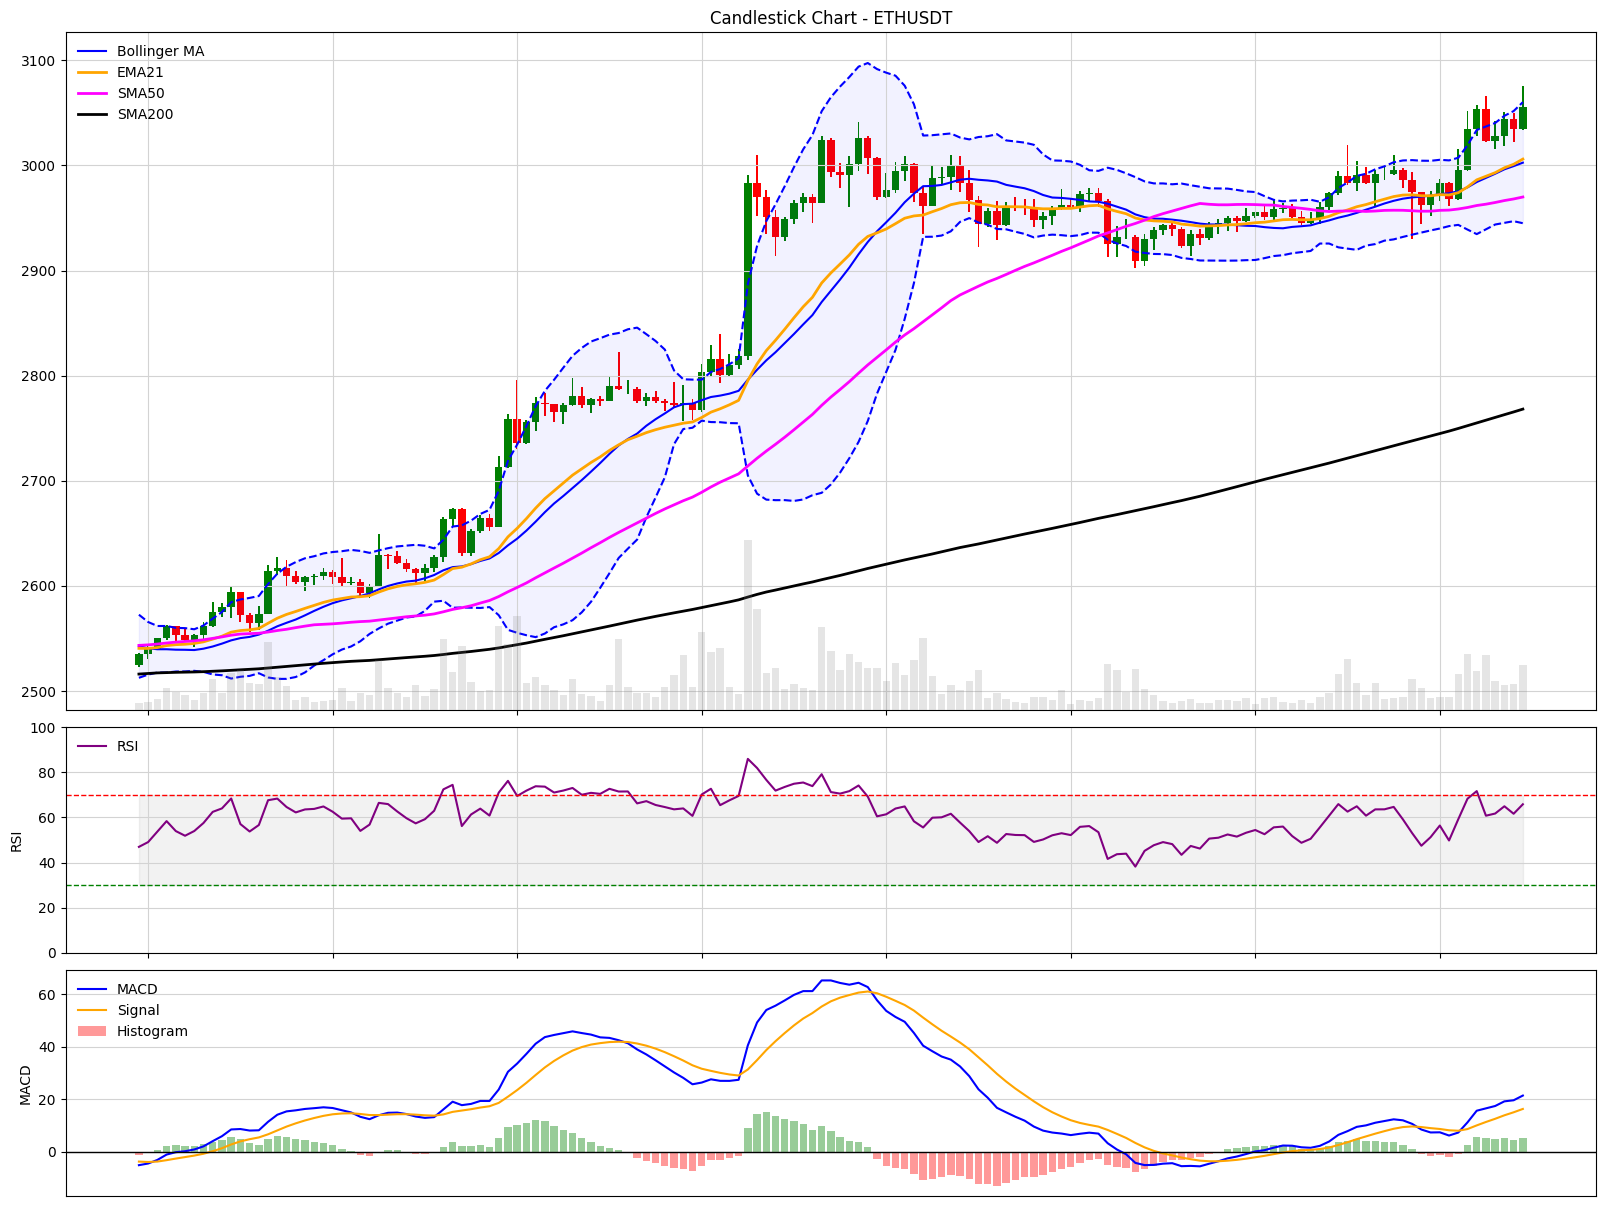 Candlestick Chart - ETHUSDT
Bollinger MA
EMA21
SMA50
SMA200
3100
3000
2900
2800
2700
2600
2500
RSI
100
80
60
40
20
0
RSI
MACD
Signal
Histogram
60
40
20
0
MACD